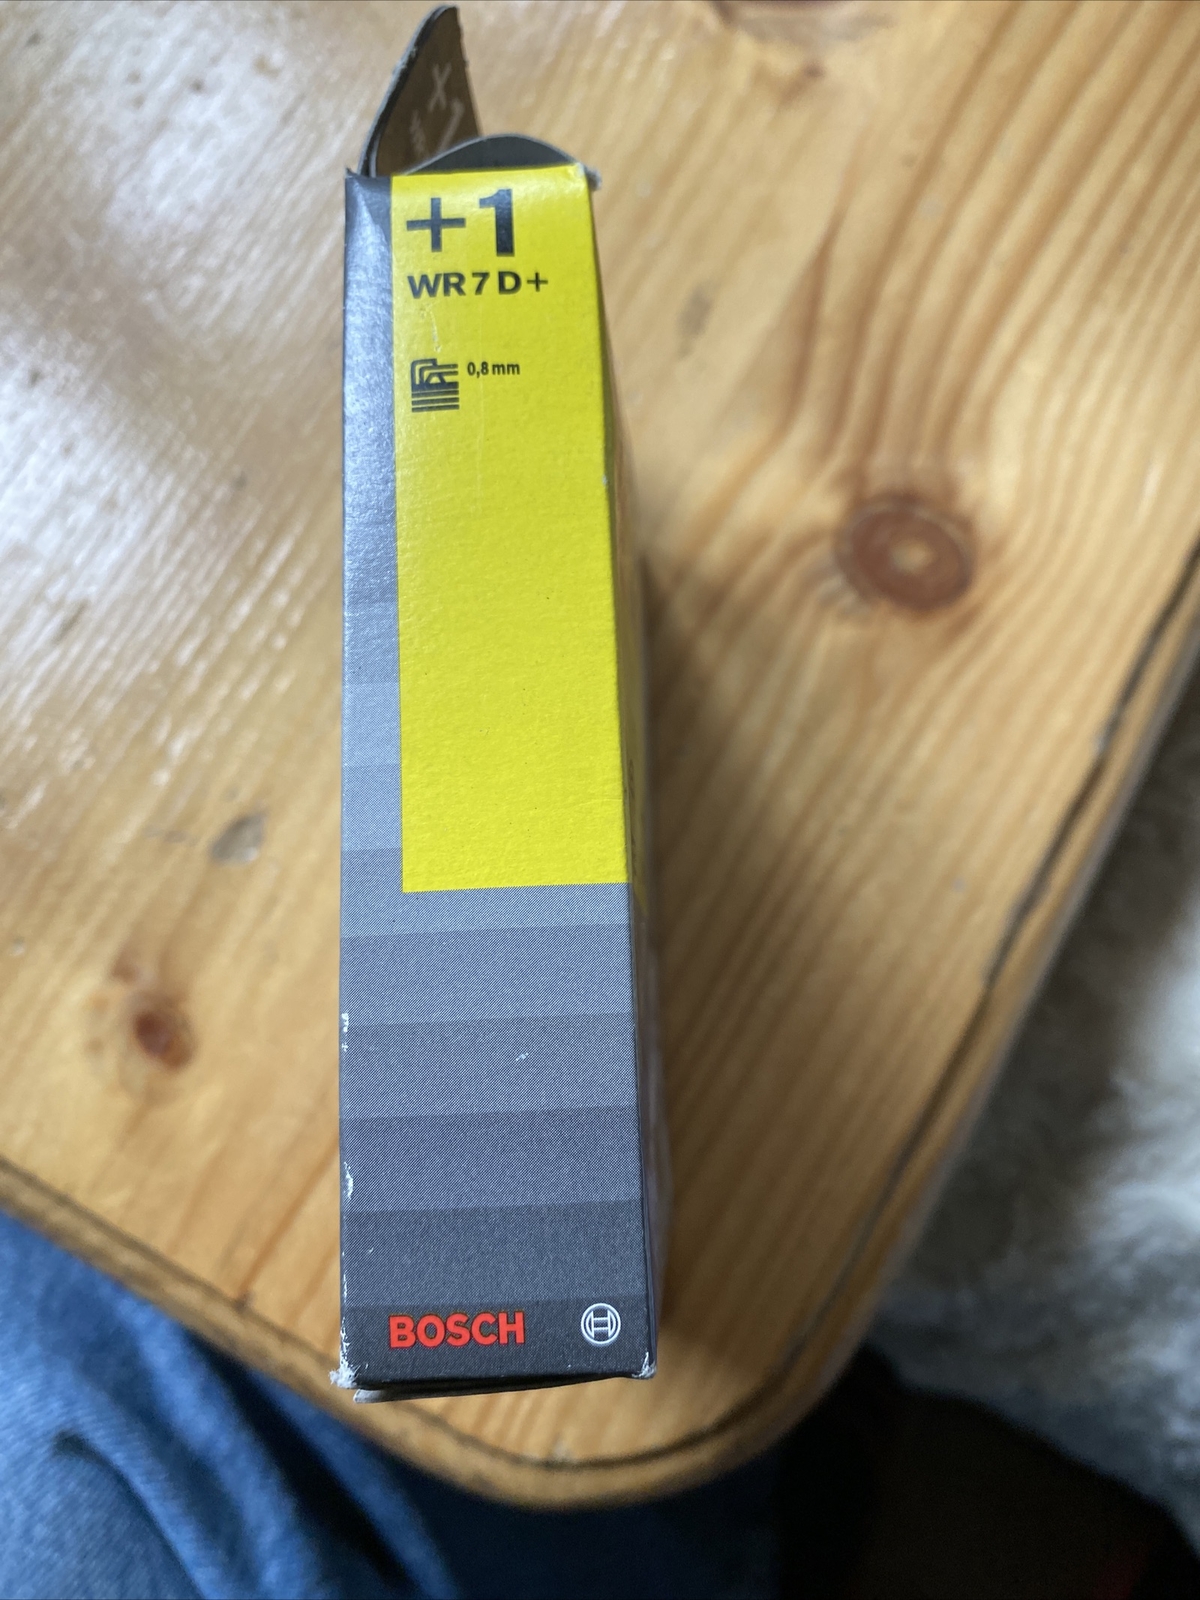 +1
WR7D+
0,8mm
BOSCH